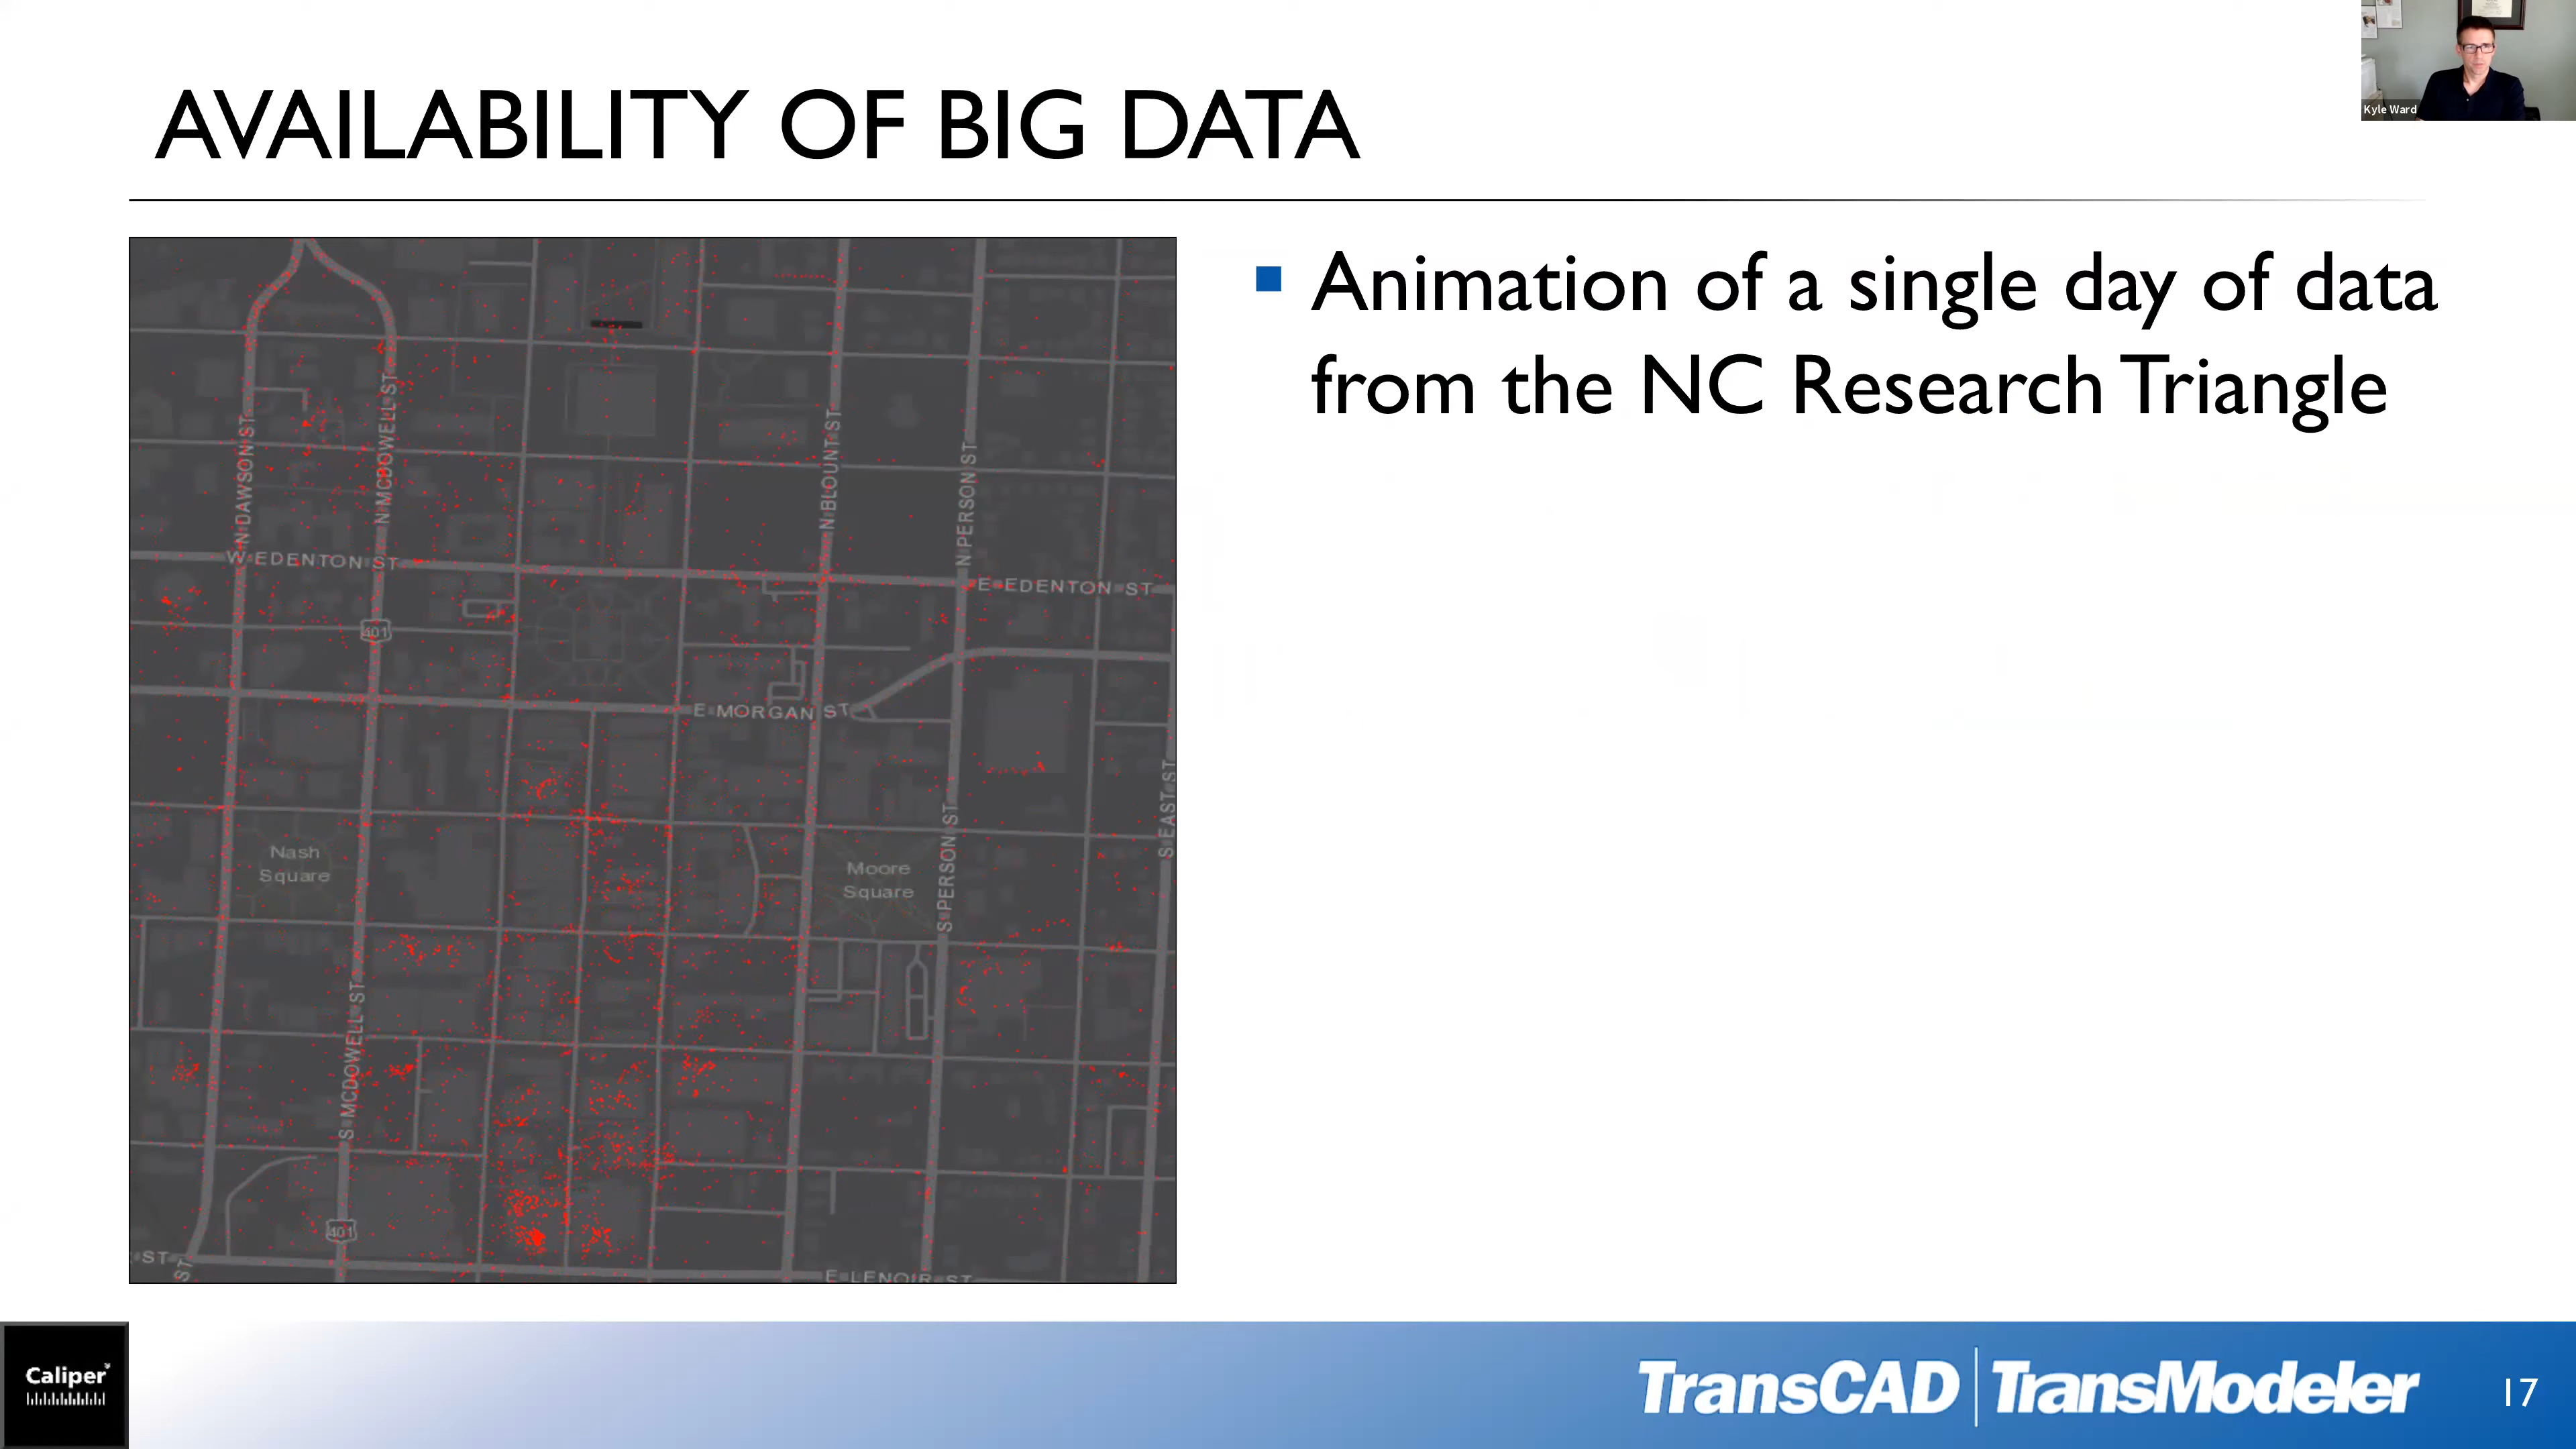 Kyle Ward
AVAILABILITY OF BIG DATA
Animation of a single day of data
from the NC Research Triangle
N DAWSON ST
N MCDOWELL ST
N BLOUNT ST
N PERSON ST
W EDENTON ST
E EDENTON ST
401
E MORGAN ST
S EAST ST
S PERSON ST
Nash
Square
Moore
Square
S MCDOWELL ST
401
ST
ST
E LENOIR ST
Caliper
TransCAD | TransModeler
17